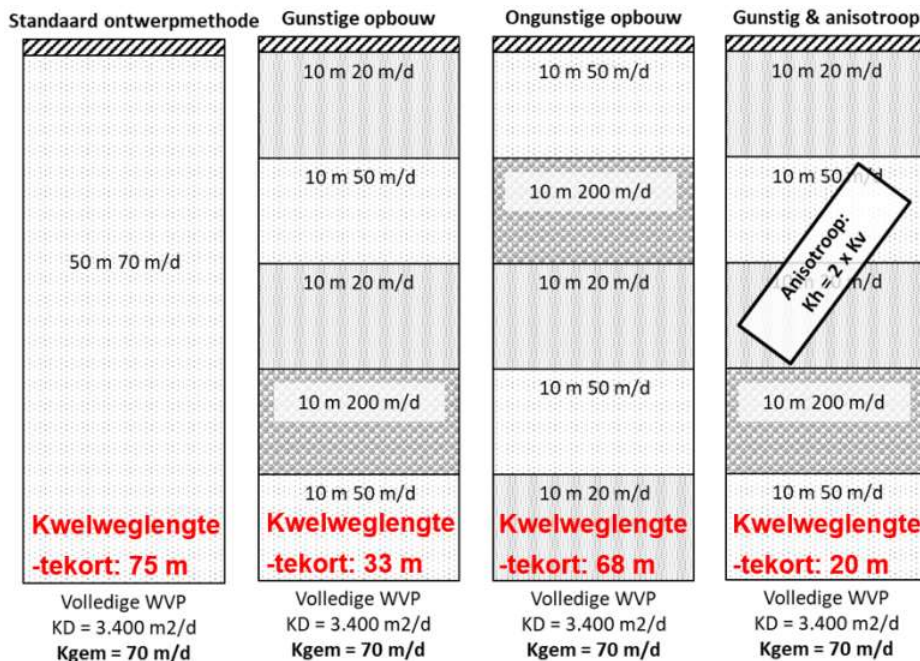 Standaard ontwerpmethode
50 m 70 m/d
Kwelweglengte
-tekort: 75 m
Volledige WVP
KD = 3.400 m2/d
Kgem = 70 m/d
Gunstige opbouw
10 m 20 m/d
10 m 50 m/d
10 m 20 m/d
10 m 200 m/d
10 m 50 m/d
Kwelweglengte
-tekort: 33 m
Volledige WVP
KD = 3.400 m2/d
Kgem = 70 m/d
Ongunstige opbouw
10 m 50 m/d
10 m 200 m/d
10 m 20 m/d
10 m 50 m/d
10 m 20 m/d
Kwelweglengte
-tekort: 68 m
Volledige WVP
KD = 3.400 m2/d
Kgem = 70 m/d
Gunstig & anisotroop
10 m 20 m/d
10 m 50 m/d
Anisotroop:
Kh = 2 x Kv
m/d
10 m 200 m/d
10 m 50 m/d
Kwelweglengte
-tekort: 20 m
Volledige WVP
KD = 3.400 m2/d
Kgem = 70 m/d